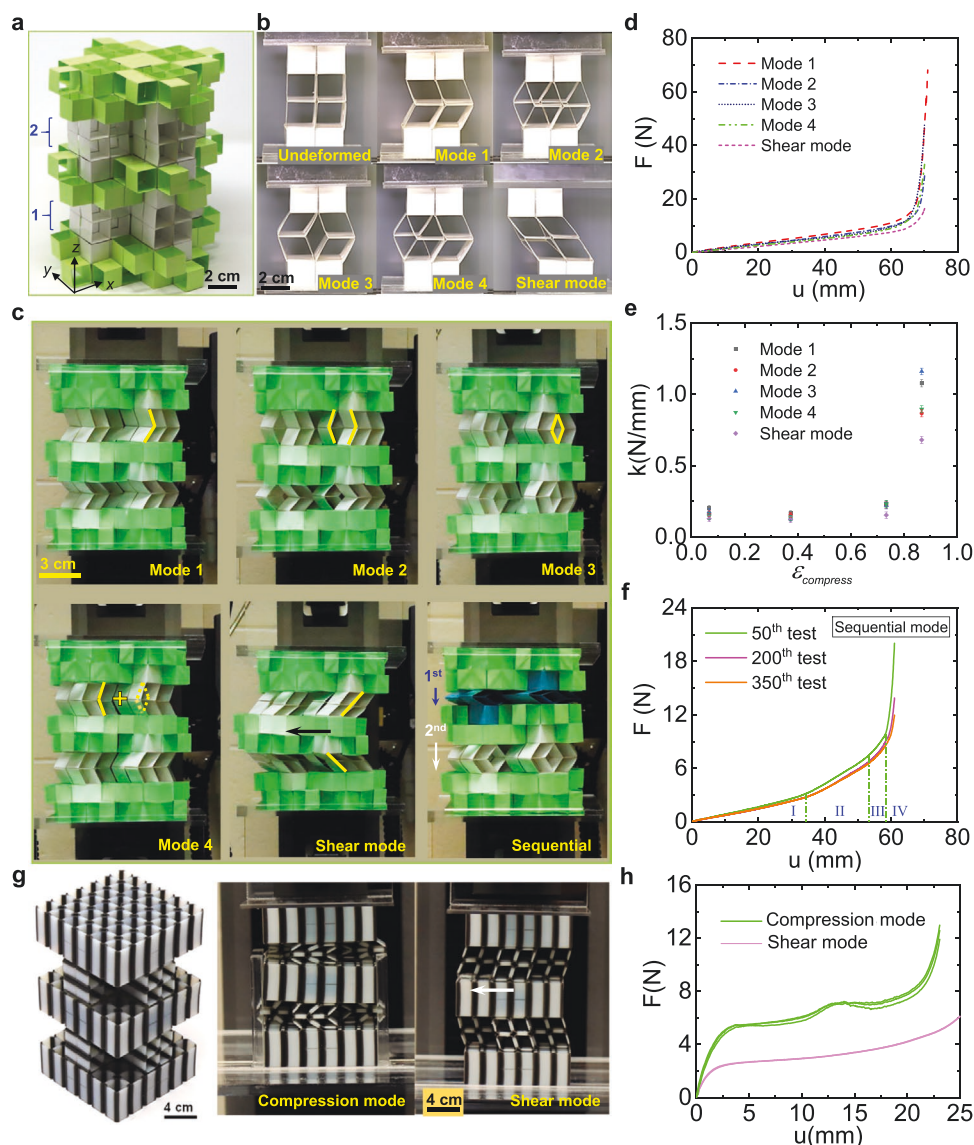 a
2
1
z
y
x
2 cm
b
Undeformed
Mode 1
Mode 2
2 cm
Mode 3
Mode 4
Shear mode
c
3 cm
Mode 1
Mode 2
Mode 3
Mode 4
Shear mode
1st
2nd
Sequential
d
F (N)
80
60
40
20
0
Mode 1
Mode 2
Mode 3
Mode 4
Shear mode
0 20 40 60 80
u (mm)
e
k(N/mm)
1.5
1.0
0.5
0.0
Mode 1
Mode 2
Mode 3
Mode 4
Shear mode
0.0 0.2 0.4 0.6 0.8 1.0
εcompress
f
F (N)
24
18
12
6
0
Sequential mode
50th test
200th test
350th test
I II III IV
0 20 40 60 80
u (mm)
g
4 cm
Compression mode
4 cm
Shear mode
h
F(N)
16
12
8
4
0
Compression mode
Shear mode
0 5 10 15 20 25
u(mm)